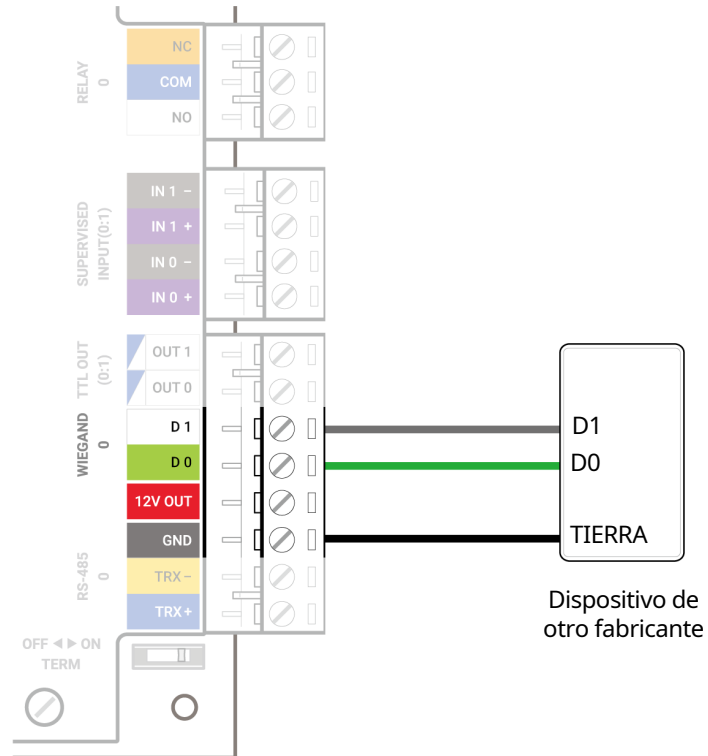 RELAY
0
NC
COM
NO
SUPERVISED
INPUT(0:1)
IN 1 −
IN 1 +
IN 0 −
IN 0 +
TTL OUT
(0:1)
OUT 1
OUT 0
WIEGAND
0
D 1
D 0
12V OUT
GND
RS-485
0
TRX −
TRX +
OFF ◀ ▶ ON
TERM
D1
D0
TIERRA
Dispositivo de
otro fabricante